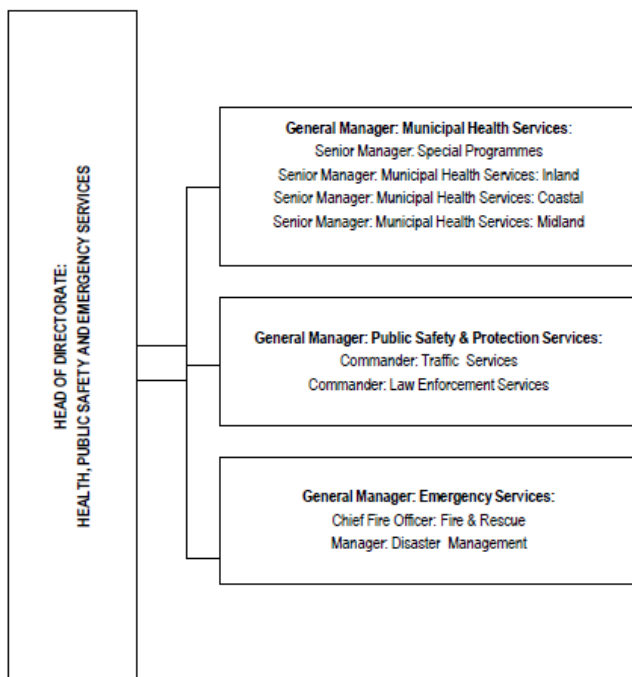 HEAD OF DIRECTORATE:
HEALTH, PUBLIC SAFETY AND EMERGENCY SERVICES
General Manager: Municipal Health Services:
Senior Manager: Special Programmes
Senior Manager: Municipal Health Services: Inland
Senior Manager: Municipal Health Services: Coastal
Senior Manager: Municipal Health Services: Midland
General Manager: Public Safety & Protection Services:
Commander: Traffic Services
Commander: Law Enforcement Services
General Manager: Emergency Services:
Chief Fire Officer: Fire & Rescue
Manager: Disaster Management